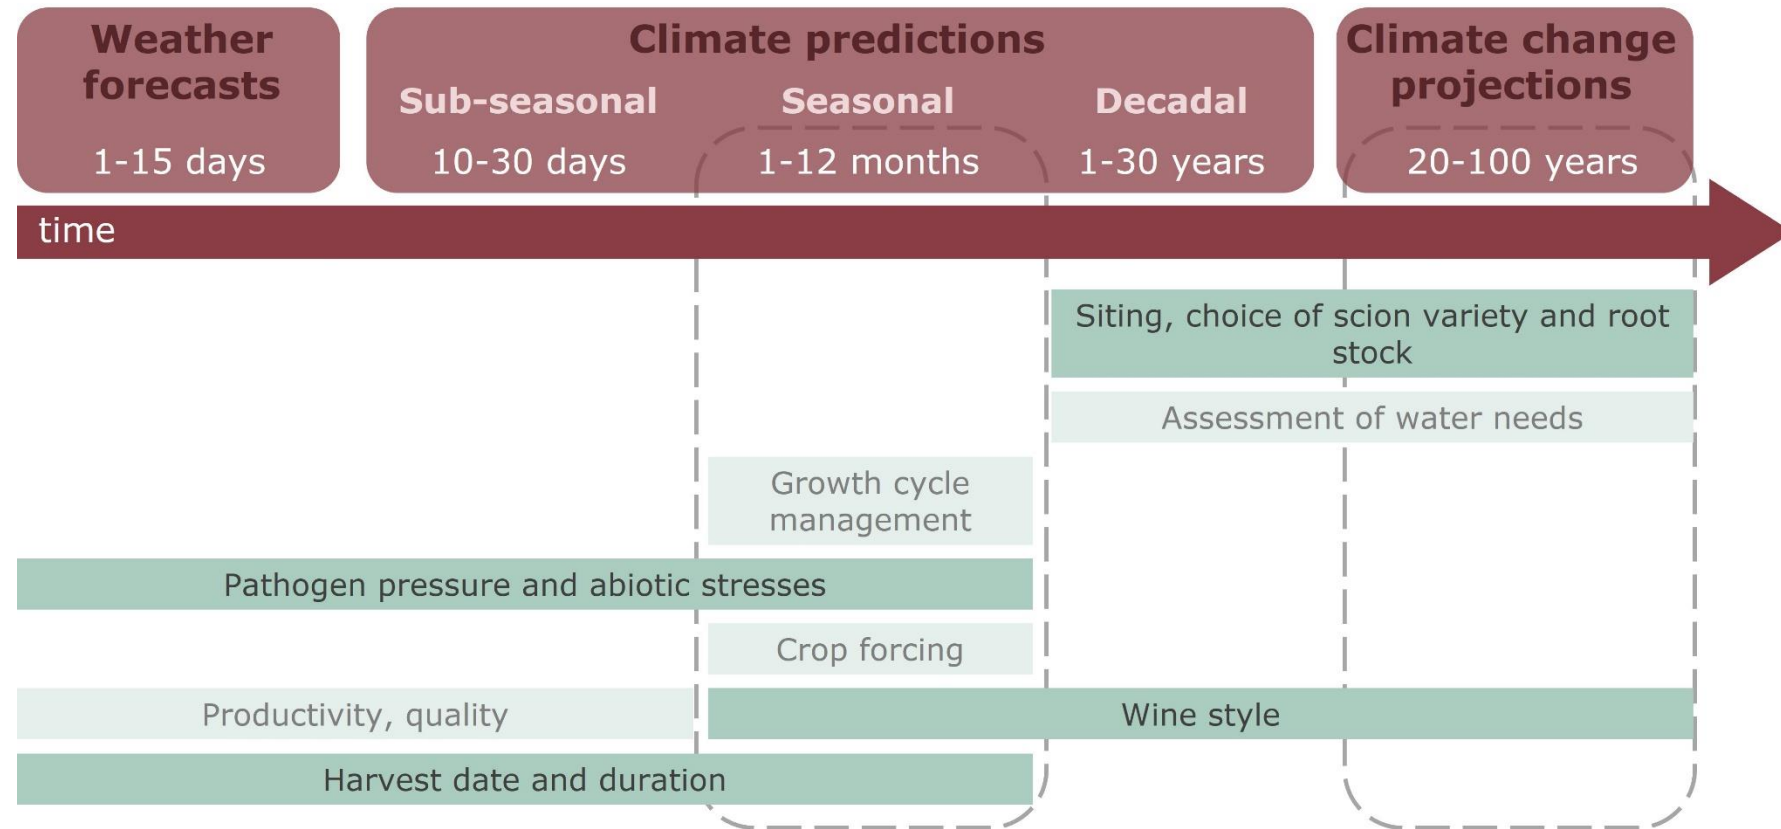 Weather
forecasts
1-15 days
Climate predictions
Sub-seasonal
10-30 days
Seasonal
1-12 months
Decadal
1-30 years
Climate change
projections
20-100 years
time
Siting, choice of scion variety and root
stock
Assessment of water needs
Growth cycle
management
Pathogen pressure and abiotic stresses
Crop forcing
Productivity, quality
Wine style
Harvest date and duration